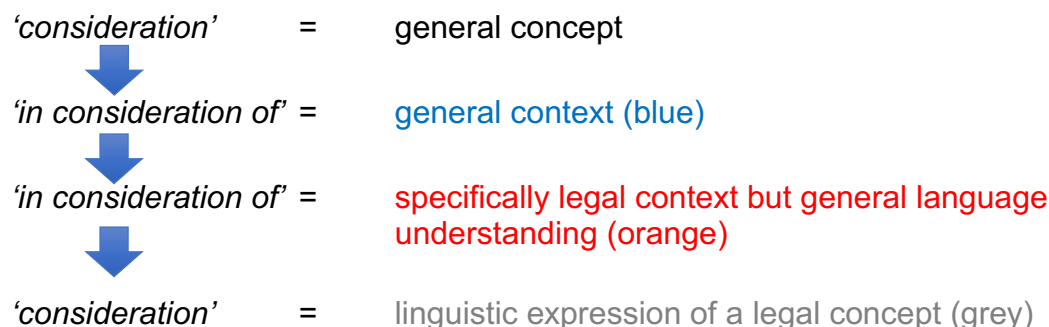 ‘consideration’ = general concept
‘in consideration of’ = general context (blue)
‘in consideration of’ = specifically legal context but general language
understanding (orange)
‘consideration’ = linguistic expression of a legal concept (grey)